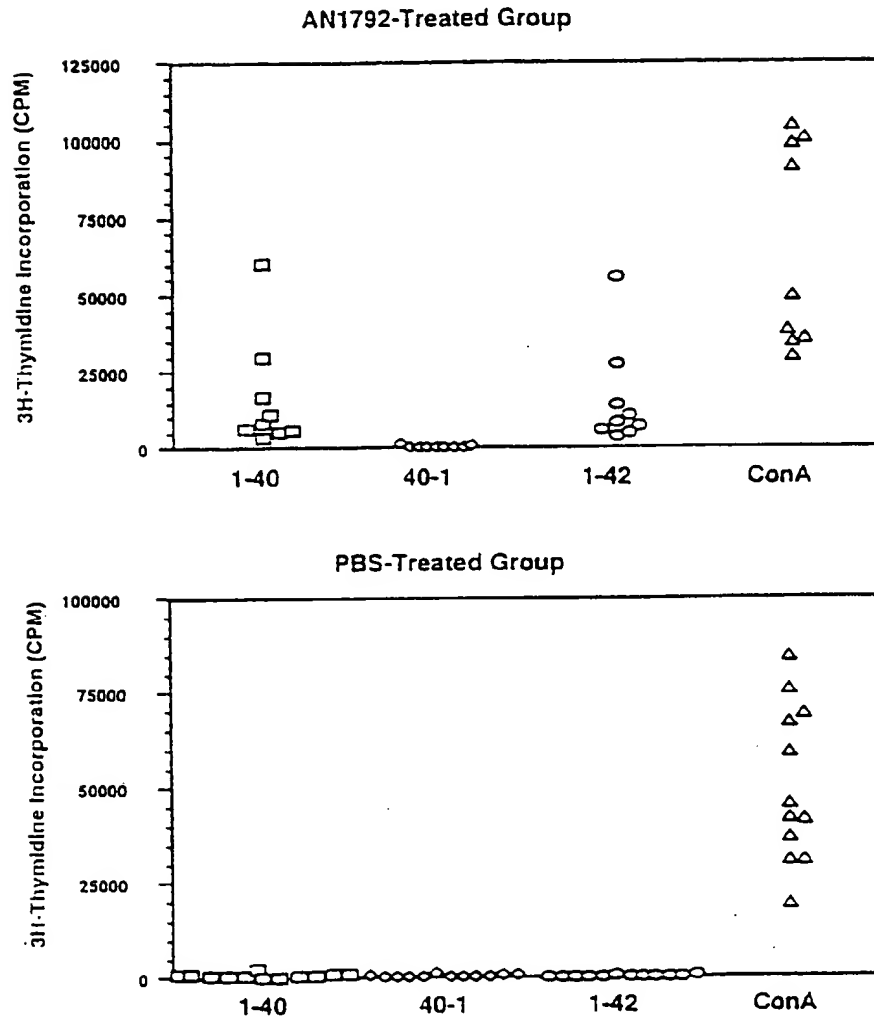 AN1792-Treated Group
3H-Thymidine Incorporation (CPM)
125000
100000
75000
50000
25000
0
1-40 40-1 1-42 ConA
PBS-Treated Group
3H-Thymidine Incorporation (CPM)
100000
75000
50000
25000
0
1-40 40-1 1-42 ConA